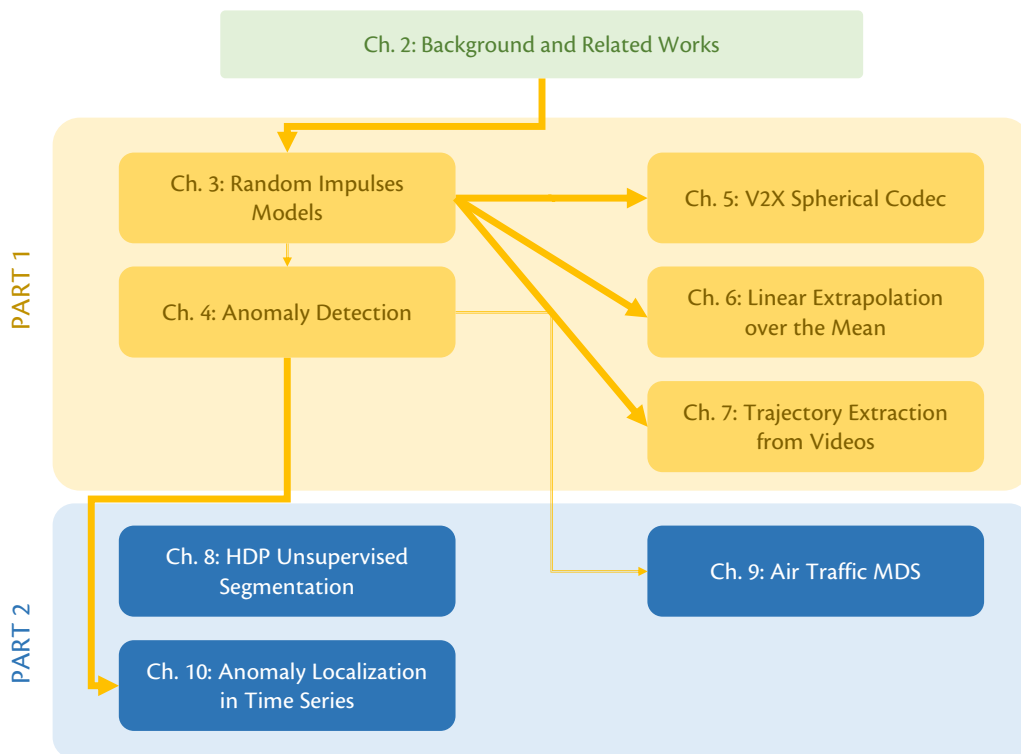 Ch. 2: Background and Related Works
PART 1
Ch. 3: Random Impulses
Models
Ch. 5: V2X Spherical Codec
Ch. 4: Anomaly Detection
Ch. 6: Linear Extrapolation
over the Mean
Ch. 7: Trajectory Extraction
from Videos
PART 2
Ch. 8: HDP Unsupervised
Segmentation
Ch. 9: Air Traffic MDS
Ch. 10: Anomaly Localization
in Time Series